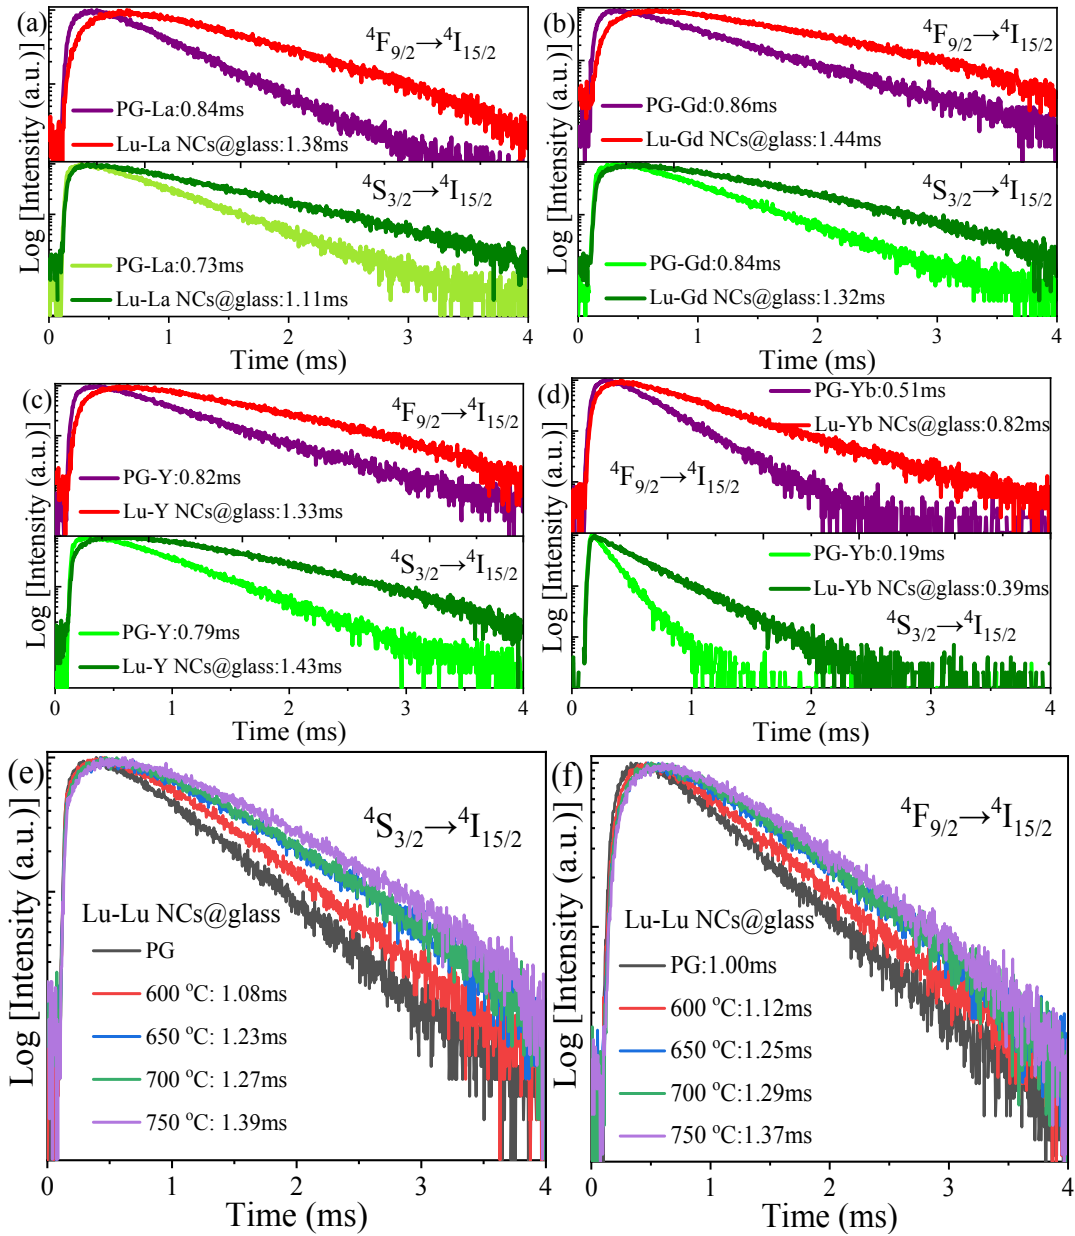 (a)
⁴F₉/₂→⁴I₁₅/₂
PG-La:0.84ms
Lu-La NCs@glass:1.38ms
⁴S₃/₂→⁴I₁₅/₂
PG-La:0.73ms
Lu-La NCs@glass:1.11ms
Log [Intensity (a.u.)]
0 1 2 3 4
Time (ms)
(b)
⁴F₉/₂→⁴I₁₅/₂
PG-Gd:0.86ms
Lu-Gd NCs@glass:1.44ms
⁴S₃/₂→⁴I₁₅/₂
PG-Gd:0.84ms
Lu-Gd NCs@glass:1.32ms
Log [Intensity (a.u.)]
0 1 2 3 4
Time (ms)
(c)
⁴F₉/₂→⁴I₁₅/₂
PG-Y:0.82ms
Lu-Y NCs@glass:1.33ms
⁴S₃/₂→⁴I₁₅/₂
PG-Y:0.79ms
Lu-Y NCs@glass:1.43ms
Log [Intensity (a.u.)]
0 1 2 3 4
Time (ms)
(d)
PG-Yb:0.51ms
Lu-Yb NCs@glass:0.82ms
⁴F₉/₂→⁴I₁₅/₂
PG-Yb:0.19ms
Lu-Yb NCs@glass:0.39ms
⁴S₃/₂→⁴I₁₅/₂
Log [Intensity (a.u.)]
0 1 2 3 4
Time (ms)
(e)
⁴S₃/₂→⁴I₁₅/₂
Lu-Lu NCs@glass
PG
600 °C: 1.08ms
650 °C: 1.23ms
700 °C: 1.27ms
750 °C: 1.39ms
Log [Intensity (a.u.)]
0 1 2 3 4
Time (ms)
(f)
⁴F₉/₂→⁴I₁₅/₂
Lu-Lu NCs@glass
PG:1.00ms
600 °C:1.12ms
650 °C:1.25ms
700 °C:1.29ms
750 °C:1.37ms
Log [Intensity (a.u.)]
0 1 2 3 4
Time (ms)